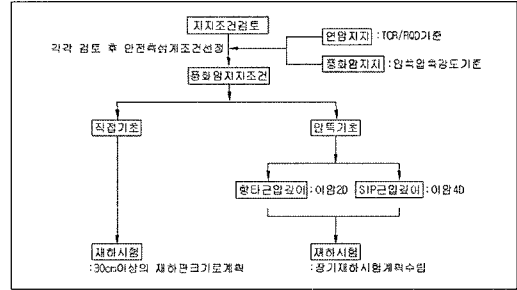 지지조건검토
각각 검토 후 안전측설계조건선정
연암지지 :TCR/RQD기준
풍화암지지 :암석압축강도기준
풍화암지지조건
직접기초
말뚝기초
항타근입깊이 :이암2D
SIP근입깊이 :이암4D
재하시험
:30cm이상의 재하판크기로계획
재하시험
:장기재하시험계획수립